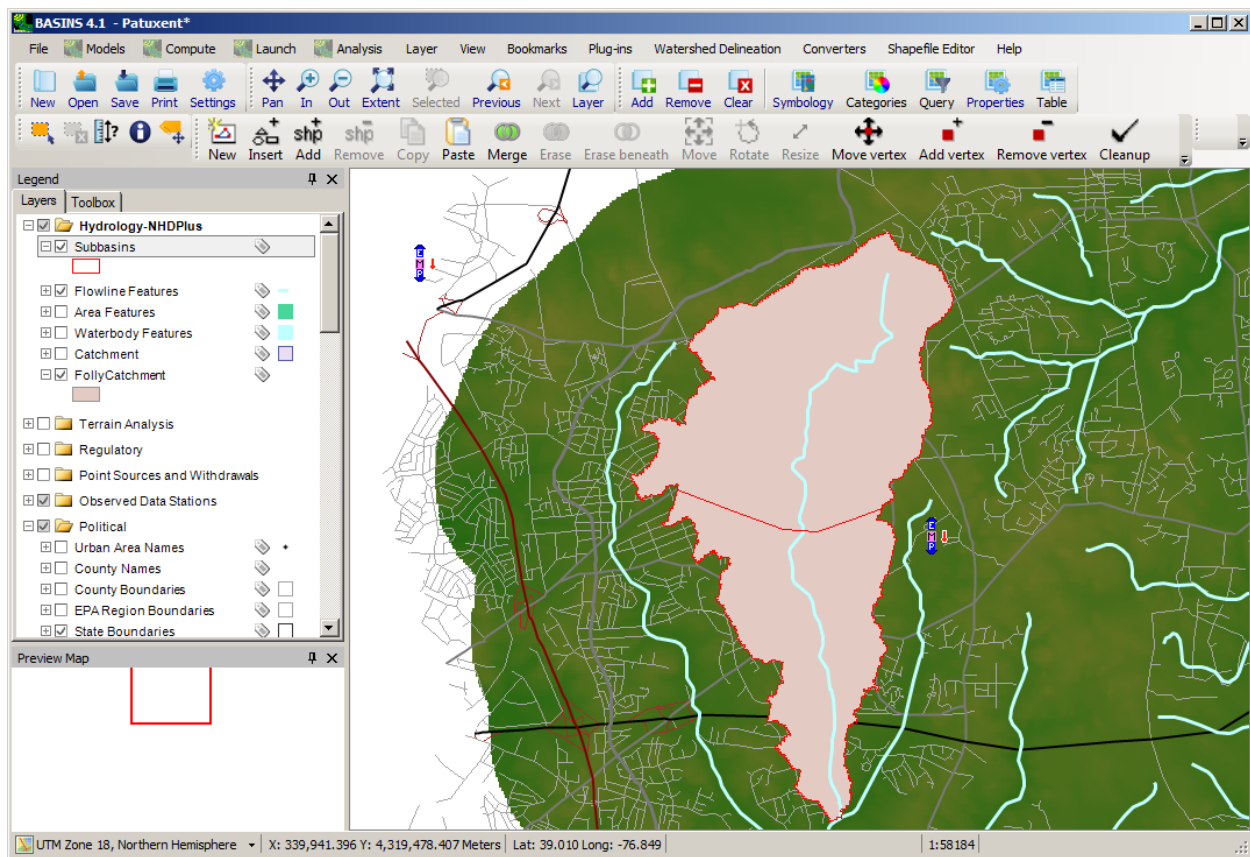 BASINS 4.1 - Patuxent*
File Models Compute Launch Analysis Layer View Bookmarks Plug-ins Watershed Delineation Converters Shapefile Editor Help
New Open Save Print Settings Pan In Out Extent Selected Previous Next Layer Add Remove Clear Symbology Categories Query Properties Table
shp shp
New Insert Add Remove Copy Paste Merge Erase Erase beneath Move Rotate Resize Move vertex Add vertex Remove vertex Cleanup
Legend
Layers Toolbox
Hydrology-NHDPlus
Subbasins
Flowline Features
Area Features
Waterbody Features
Catchment
FollyCatchment
Terrain Analysis
Regulatory
Point Sources and Withdrawals
Observed Data Stations
Political
Urban Area Names
County Names
County Boundaries
EPA Region Boundaries
State Boundaries
Preview Map
E
M
P
E
M
P
UTM Zone 18, Northern Hemisphere X: 339,941.396 Y: 4,319,478.407 Meters Lat: 39.010 Long: -76.849 1:58184